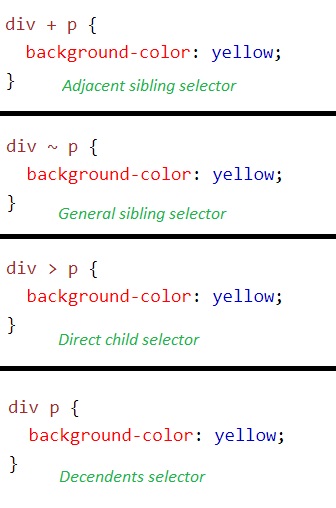 div + p {
  background-color: yellow;
}
Adjacent sibling selector
div ~ p {
  background-color: yellow;
}
General sibling selector
div > p {
  background-color: yellow;
}
Direct child selector
div p {
  background-color: yellow;
}
Decendents selector